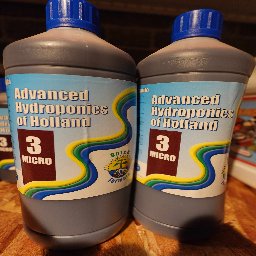 Advanced
Hydroponics
of Holland
3
MICRO
Advanced
Hydroponics
of Holland
3
MICRO